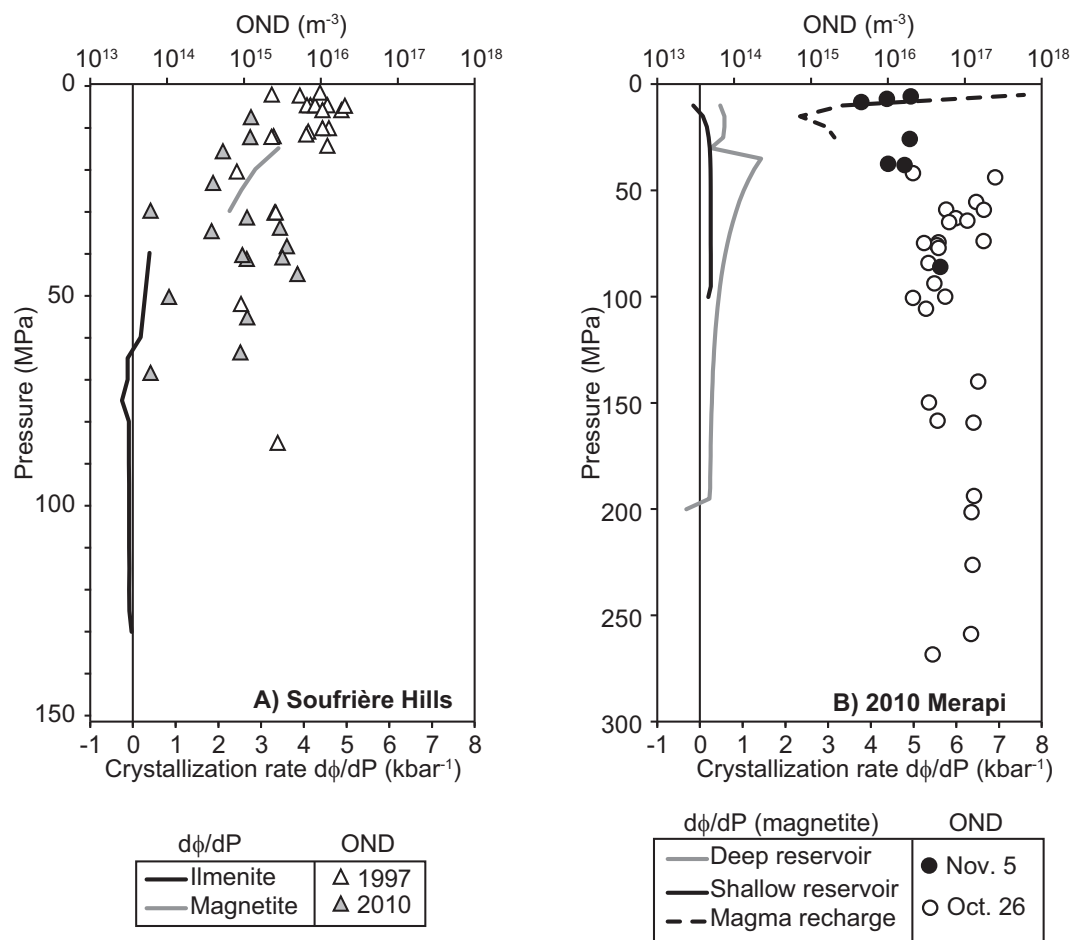 OND (m⁻³)
10¹³ 10¹⁴ 10¹⁵ 10¹⁶ 10¹⁷ 10¹⁸
0
50
100
150
Pressure (MPa)
A) Soufrière Hills
-1 0 1 2 3 4 5 6 7 8
Crystallization rate dϕ/dP (kbar⁻¹)
dϕ/dP OND
Ilmenite 1997
Magnetite 2010
OND (m⁻³)
10¹³ 10¹⁴ 10¹⁵ 10¹⁶ 10¹⁷ 10¹⁸
0
50
100
150
200
250
300
Pressure (MPa)
B) 2010 Merapi
-1 0 1 2 3 4 5 6 7 8
Crystallization rate dϕ/dP (kbar⁻¹)
dϕ/dP (magnetite) OND
Deep reservoir
Nov. 5
Shallow reservoir
Oct. 26
Magma recharge